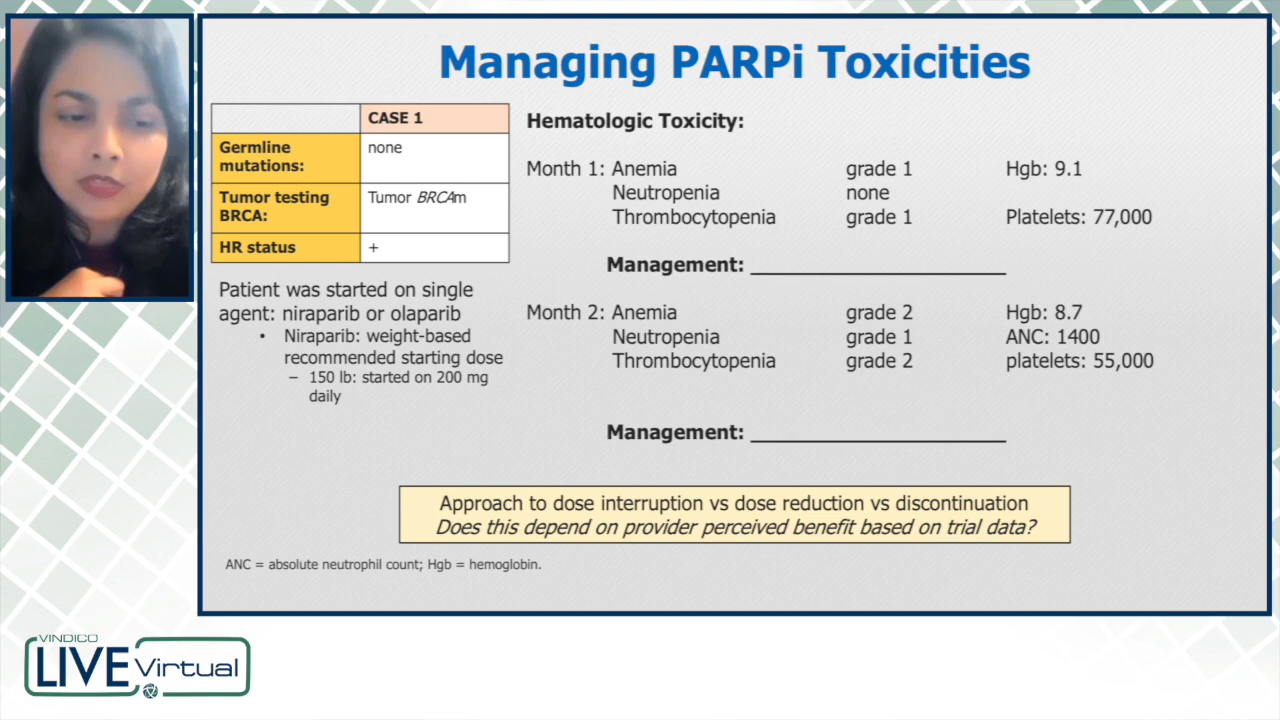 Managing PARPi Toxicities
CASE 1
Germline mutations:
none
Tumor testing BRCA:
Tumor BRCAm
HR status
+
Patient was started on single
agent: niraparib or olaparib
• Niraparib: weight-based
recommended starting dose
– 150 lb: started on 200 mg
daily
Hematologic Toxicity:
Month 1: Anemia grade 1 Hgb: 9.1
Neutropenia none
Thrombocytopenia grade 1 Platelets: 77,000
Management: ______________________
Month 2: Anemia grade 2 Hgb: 8.7
Neutropenia grade 1 ANC: 1400
Thrombocytopenia grade 2 platelets: 55,000
Management: ______________________
Approach to dose interruption vs dose reduction vs discontinuation
Does this depend on provider perceived benefit based on trial data?
ANC = absolute neutrophil count; Hgb = hemoglobin.
VINDICO
LIVE Virtual